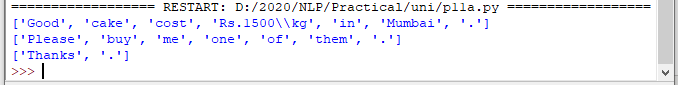 =================== RESTART: D:/2020/NLP/Practical/uni/p11a.py ===================
['Good', 'cake', 'cost', 'Rs.1500\\kg', 'in', 'Mumbai', '.']
['Please', 'buy', 'me', 'one', 'of', 'them', '.']
['Thanks', '.']
>>>